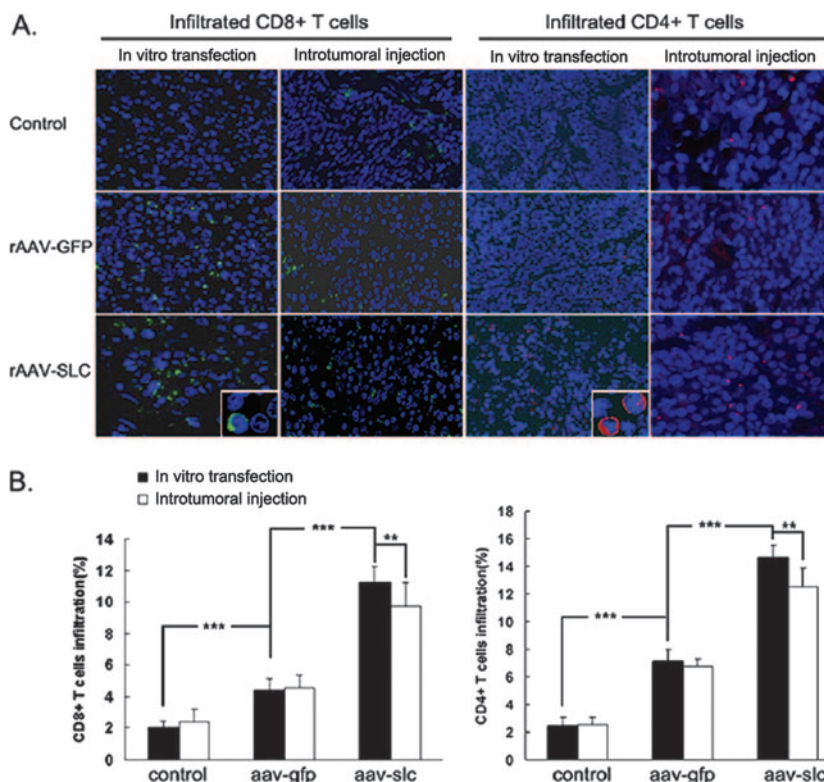 A.
Infiltrated CD8+ T cells
Infiltrated CD4+ T cells
In vitro transfection
Introtumoral injection
In vitro transfection
Introtumoral injection
Control
rAAV-GFP
rAAV-SLC
B.
In vitro transfection
Introtumoral injection
CD8+ T cells infiltration(%)
14
12
10
8
6
4
2
0
***
***
**
control
aav-gfp
aav-slc
CD4+ T cells infiltration(%)
18
16
14
12
10
8
6
4
2
0
***
***
**
control
aav-gfp
aav-slc